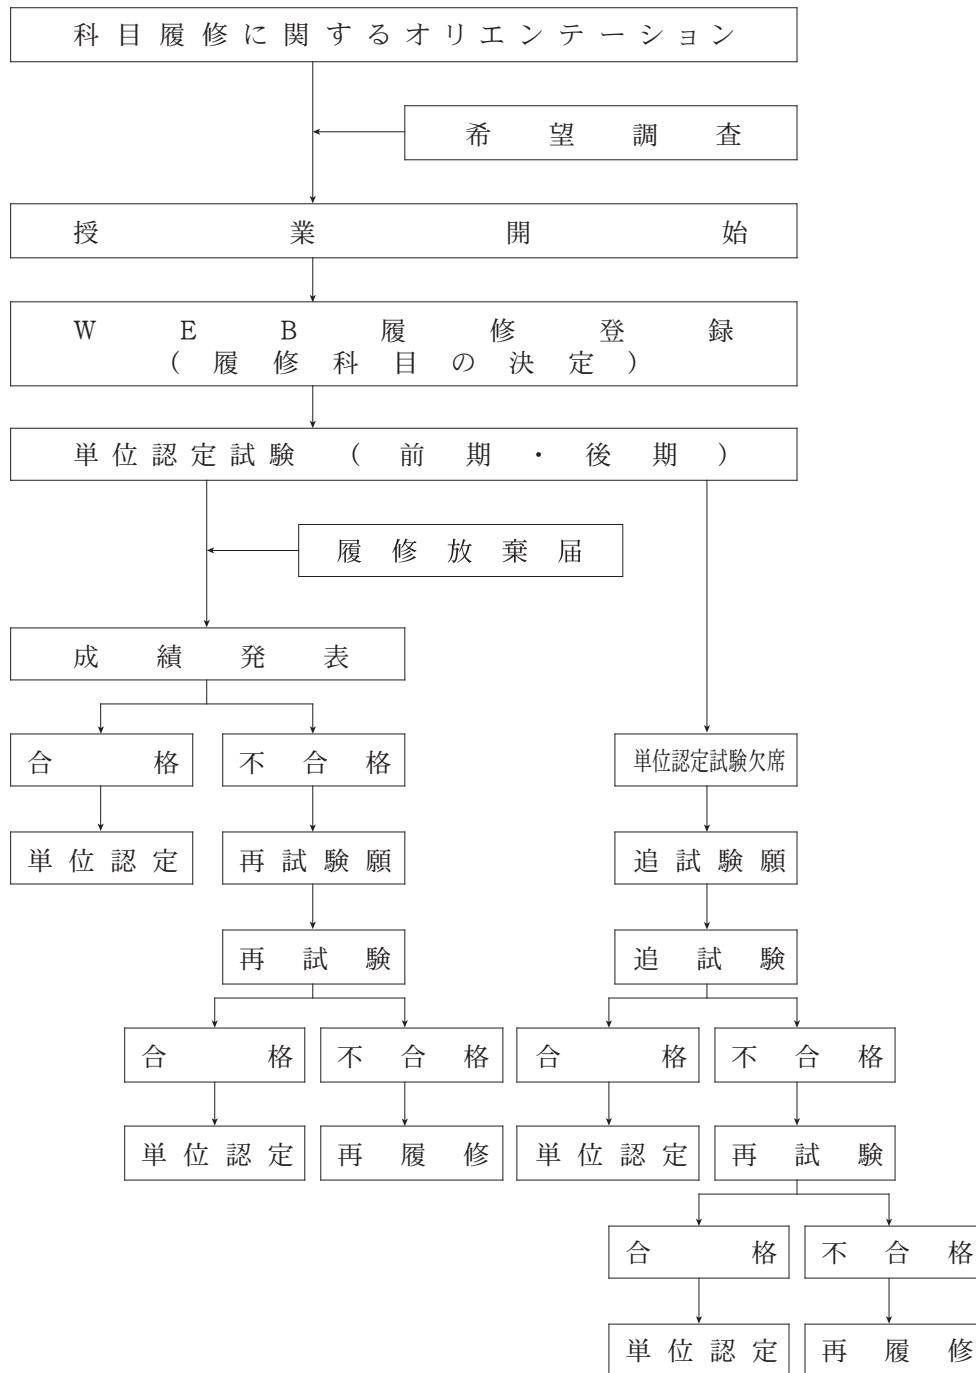 科目履修に関するオリエンテーション
希望調査
授業開始
WEB履修登録
(履修科目の決定)
単位認定試験(前期・後期)
履修放棄届
成績発表
合格
不合格
単位認定試験欠席
単位認定
再試験願
追試験願
再試験
追試験
合格
不合格
合格
不合格
単位認定
再履修
単位認定
再試験
合格
不合格
単位認定
再履修